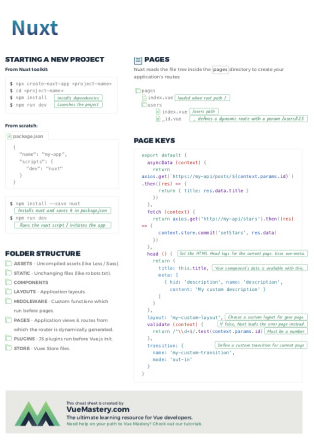 Nuxt
STARTING A NEW PROJECT
From Nuxt toolkit:
$ npx create-nuxt-app <project-name>
$ cd <project-name>
$ npm install Installs dependencies
$ npm run dev Launches the project
From scratch:
package.json
{
"name": "my-app",
"scripts": {
"dev": "nuxt"
}
}
$ npm install --save nuxt
Installs nuxt and saves it in package.json
$ npm run dev
Runs the nuxt script / initiates the app
FOLDER STRUCTURE
ASSETS - Uncompiled assets (like Less / Sass).
STATIC - Unchanging files (like robots.txt).
COMPONENTS
LAYOUTS - Application layouts.
MIDDLEWARE - Custom functions which
run before pages.
PAGES - Application views & routes from
which the router is dynamically generated.
PLUGINS - JS plugins run before Vue.js init.
STORE - Vuex Store files.
PAGES
Nuxt reads the file tree inside the pages directory to create your
application's routes:
pages
index.vue loaded when root path /
users
index.vue /users path
_id.vue _ defines a dynamic route with a param /users/123
PAGE KEYS
export default {
asyncData (context) {
return
axios.get(`http://my-api/posts/${context.params.id}`)
.then((res) => {
return { title: res.data.title }
})
},
fetch (context) {
return axios.get('http://my-api/stars').then((res)
=> {
context.store.commit('setStars', res.data)
})
},
head () { Set the HTML Head tags for the current page. Uses vue-meta.
return {
title: this.title, Your component's data is available with this.
meta: [
{ hid: 'description', name: 'description',
content: 'My custom description' }
]
}
},
layout: 'my-custom-layout', Choose a custom layout for your page
validate (context) { If false, Nuxt loads the error page instead.
return /^\d+$/.test(context.params.id) Must be a number
},
transition: { Define a custom transition for current page
name: 'my-custom-transition',
mode: 'out-in'
}
}
This cheat sheet is created by
VueMastery.com
The ultimate learning resource for Vue developers.
Need help on your path to Vue Mastery? Check out our tutorials.